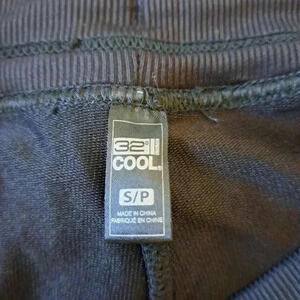 32°
COOL®
S/P
MADE IN CHINA
FABRIQUÉ EN CHINE